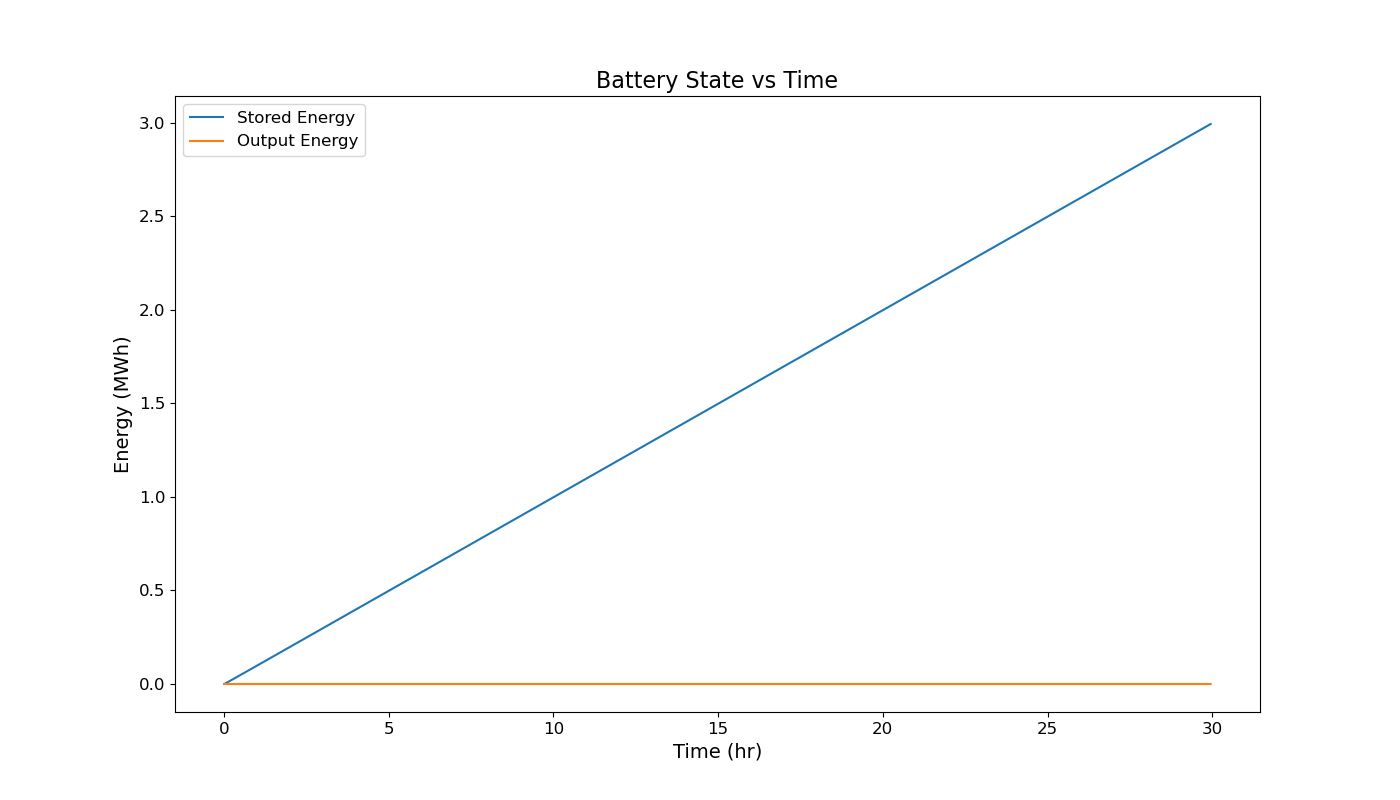 Battery State vs Time
Stored Energy
Output Energy
Energy (MWh)
3.0
2.5
2.0
1.5
1.0
0.5
0.0
0 5 10 15 20 25 30
Time (hr)